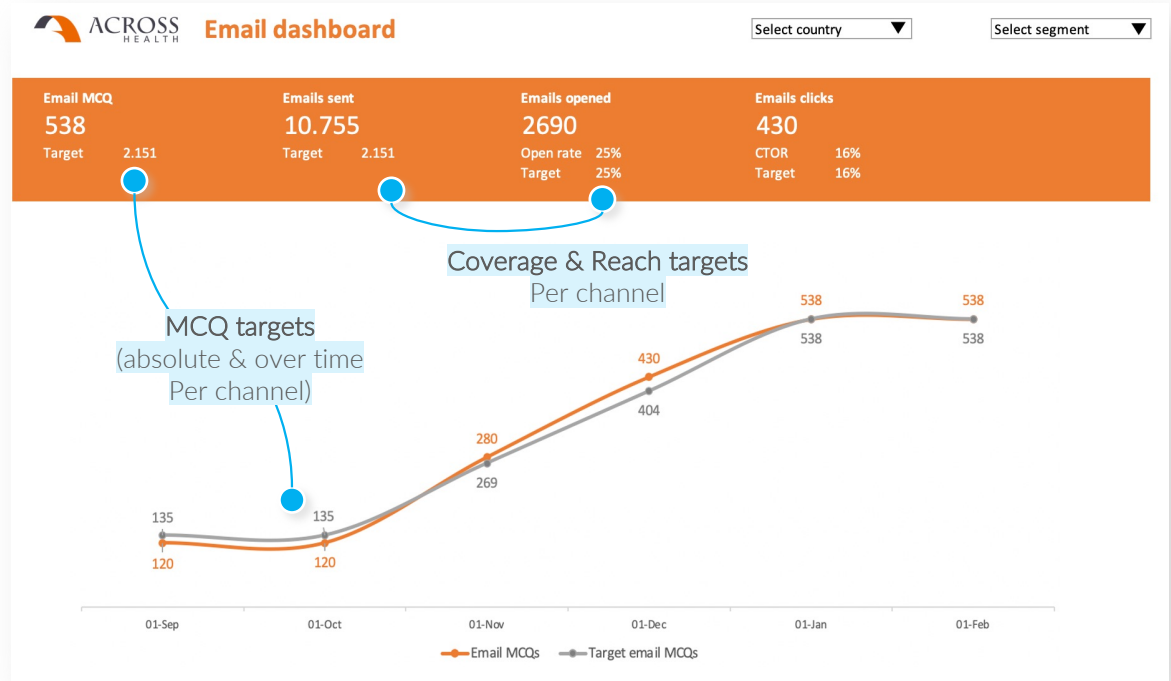 ACROSS
HEALTH
Email dashboard
Select country
Select segment
Email MCQ
538
Target 2.151
Emails sent
10.755
Target 2.151
Emails opened
2690
Open rate 25%
Target 25%
Emails clicks
430
CTOR 16%
Target 16%
Coverage & Reach targets
Per channel
MCQ targets
(absolute & over time
Per channel)
538 538
538 538
430
404
280
269
135 135
120 120
01-Sep 01-Oct 01-Nov 01-Dec 01-Jan 01-Feb
Email MCQs Target email MCQs